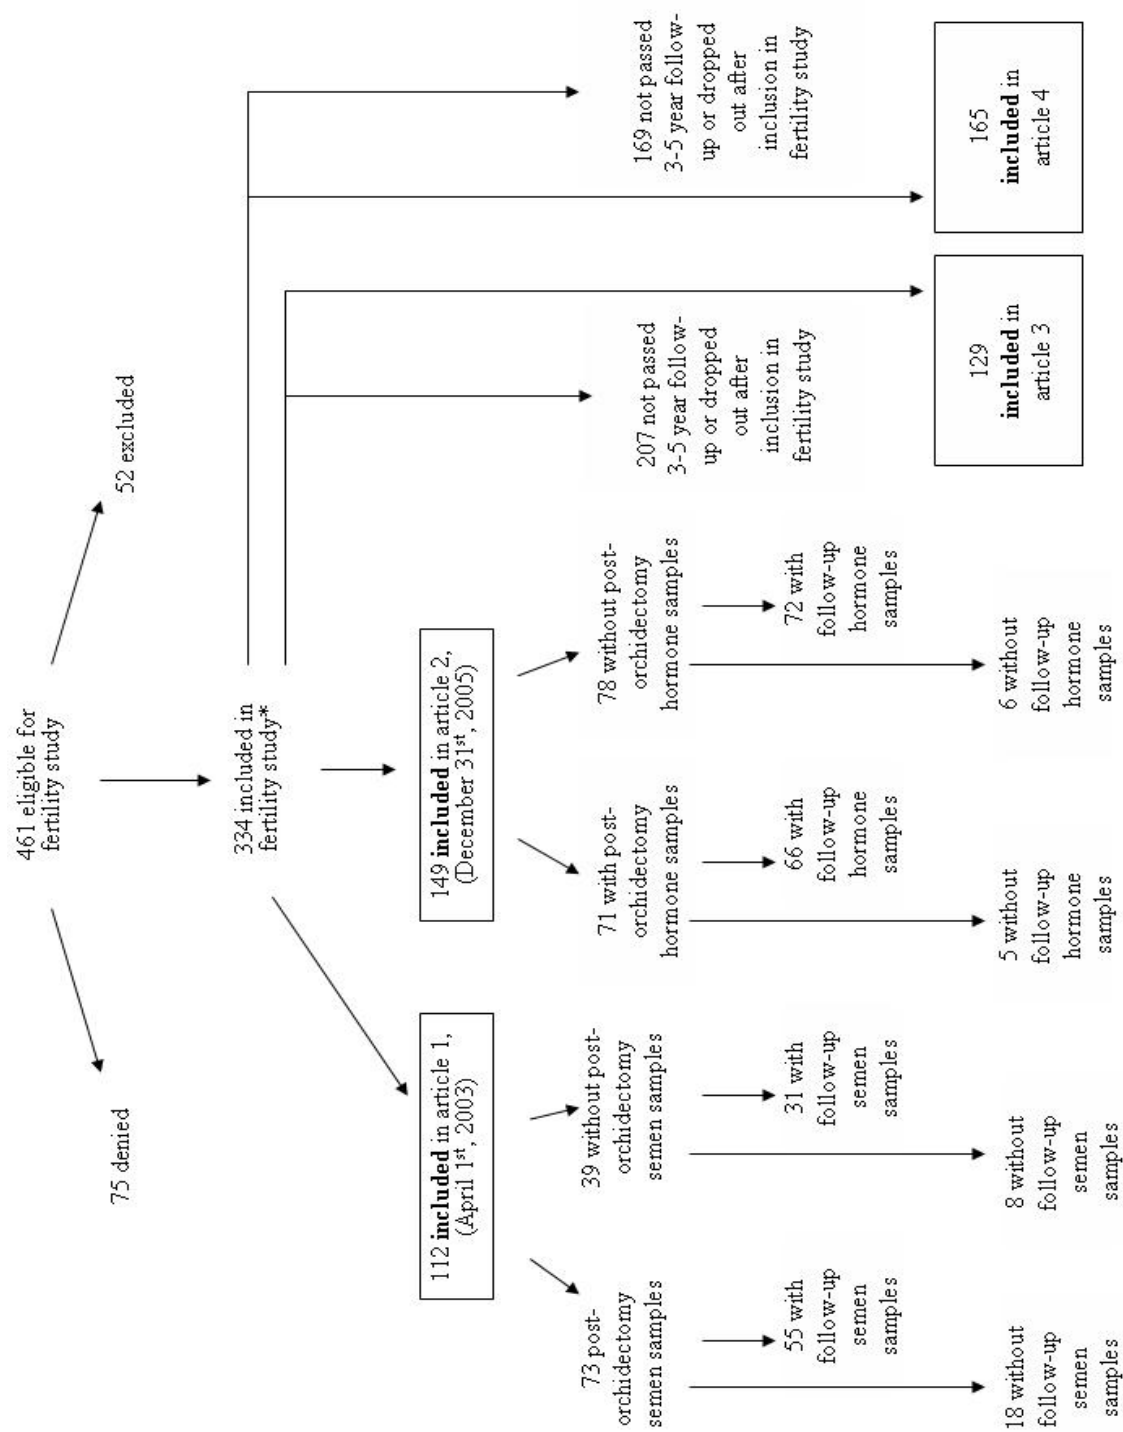 461 eligible for
fertility study
75 denied
52 excluded
334 included in
fertility study*
112 included in article 1,
(April 1st, 2003)
149 included in article 2,
(December 31st, 2005)
73 post-
orchidectomy
semen samples
39 without post-
orchidectomy
semen samples
71 with post-
orchidectomy
hormone samples
78 without post-
orchidectomy
hormone samples
207 not passed
3-5 year follow-
up or dropped
out after
inclusion in
fertility study
169 not passed
3-5 year follow-
up or dropped
out after
inclusion in
fertility study
55 with
follow-up
semen
samples
31 with
follow-up
semen
samples
66 with
follow-up
hormone
samples
72 with
follow-up
hormone
samples
18 without
follow-up
semen
samples
8 without
follow-up
semen
samples
5 without
follow-up
hormone
samples
6 without
follow-up
hormone
samples
129
included in
article 3
165
included in
article 4